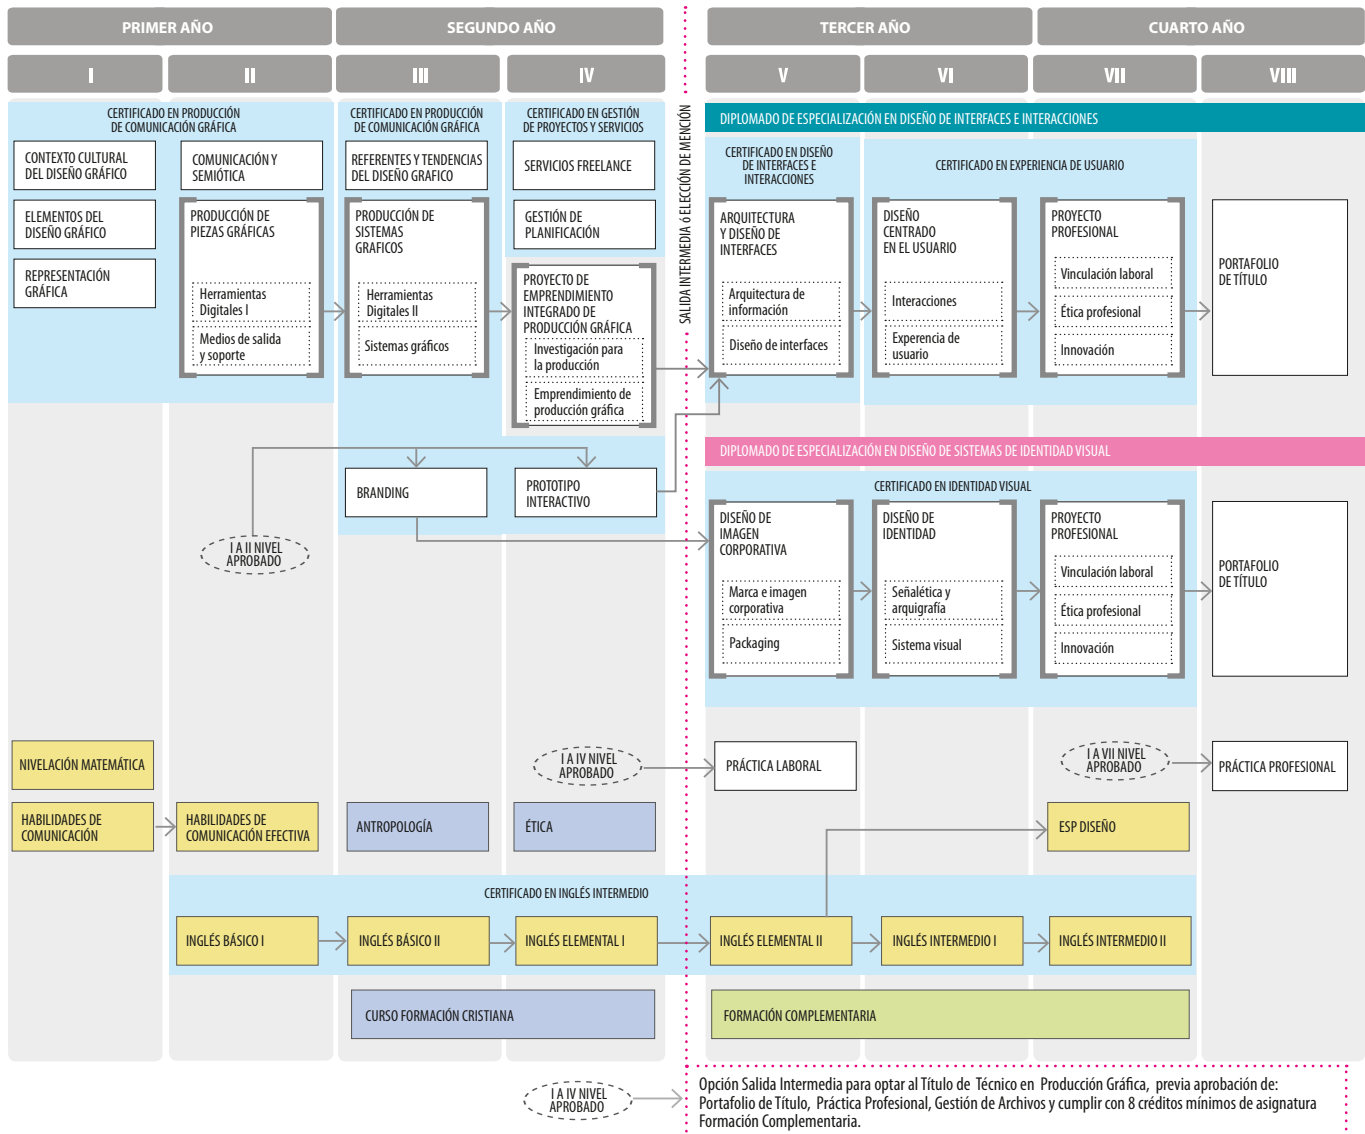 PRIMER AÑO
SEGUNDO AÑO
TERCER AÑO
CUARTO AÑO
I
II
III
IV
V
VI
VII
VIII
CERTIFICADO EN PRODUCCIÓN
DE COMUNICACIÓN GRÁFICA
CERTIFICADO EN PRODUCCIÓN
DE COMUNICACIÓN GRÁFICA
CERTIFICADO EN GESTIÓN
DE PROYECTOS Y SERVICIOS
SALIDA INTERMEDIA ó ELECCIÓN DE MENCIÓN
DIPLOMADO DE ESPECIALIZACIÓN EN DISEÑO DE INTERFACES E INTERACCIONES
CERTIFICADO EN DISEÑO
DE INTERFACES E
INTERACCIONES
CERTIFICADO EN EXPERIENCIA DE USUARIO
CONTEXTO CULTURAL
DEL DISEÑO GRÁFICO
COMUNICACIÓN Y
SEMIÓTICA
REFERENTES Y TENDENCIAS
DEL DISEÑO GRAFICO
SERVICIOS FREELANCE
ELEMENTOS DEL
DISEÑO GRÁFICO
REPRESENTACIÓN
GRÁFICA
PRODUCCIÓN DE
PIEZAS GRÁFICAS
Herramientas
Digitales I
Medios de salida
y soporte
PRODUCCIÓN DE
SISTEMAS
GRAFICOS
Herramientas
Digitales II
Sistemas gráficos
GESTIÓN DE
PLANIFICACIÓN
PROYECTO DE
EMPRENDIMIENTO
INTEGRADO DE
PRODUCCIÓN GRÁFICA
Investigación para
la producción
Emprendimiento de
producción gráfica
ARQUITECTURA
Y DISEÑO DE
INTERFACES
Arquitectura de
información
Diseño de interfaces
DISEÑO
CENTRADO
EN EL USUARIO
Interacciones
Experencia de
usuario
PROYECTO
PROFESIONAL
Vinculación laboral
Ética profesional
Innovación
PORTAFOLIO
DE TÍTULO
DIPLOMADO DE ESPECIALIZACIÓN EN DISEÑO DE SISTEMAS DE IDENTIDAD VISUAL
CERTIFICADO EN IDENTIDAD VISUAL
I A II NIVEL
APROBADO
BRANDING
PROTOTIPO
INTERACTIVO
DISEÑO DE
IMAGEN
CORPORATIVA
Marca e imagen
corporativa
Packaging
DISEÑO DE
IDENTIDAD
Señalética y
arquigrafía
Sistema visual
PROYECTO
PROFESIONAL
Vinculación laboral
Ética profesional
Innovación
PORTAFOLIO
DE TÍTULO
NIVELACIÓN MATEMÁTICA
I A IV NIVEL
APROBADO
PRÁCTICA LABORAL
I A VII NIVEL
APROBADO
PRÁCTICA PROFESIONAL
HABILIDADES DE
COMUNICACIÓN
HABILIDADES DE
COMUNICACIÓN EFECTIVA
ANTROPOLOGÍA
ÉTICA
ESP DISEÑO
CERTIFICADO EN INGLÉS INTERMEDIO
INGLÉS BÁSICO I
INGLÉS BÁSICO II
INGLÉS ELEMENTAL I
INGLÉS ELEMENTAL II
INGLÉS INTERMEDIO I
INGLÉS INTERMEDIO II
CURSO FORMACIÓN CRISTIANA
FORMACIÓN COMPLEMENTARIA
I A IV NIVEL
APROBADO
Opción Salida Intermedia para optar al Título de Técnico en Producción Gráfica, previa aprobación de:
Portafolio de Título, Práctica Profesional, Gestión de Archivos y cumplir con 8 créditos mínimos de asignatura
Formación Complementaria.